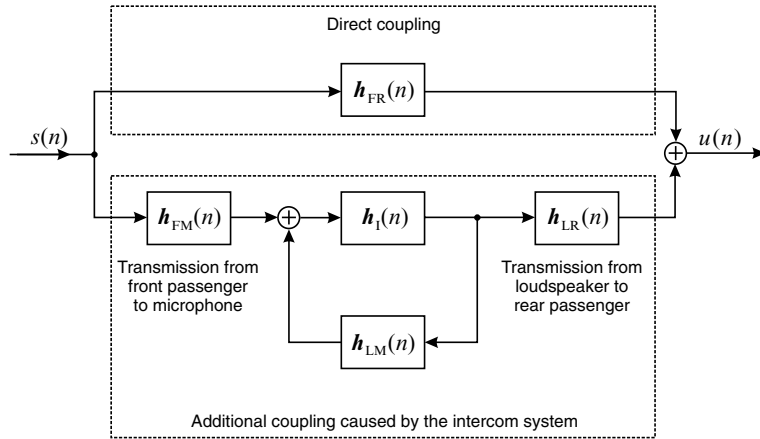 Direct coupling
h_FR(n)
s(n)
u(n)
h_FM(n)
h_I(n)
h_LR(n)
Transmission from
front passenger
to microphone
Transmission from
loudspeaker to
rear passenger
h_LM(n)
Additional coupling caused by the intercom system